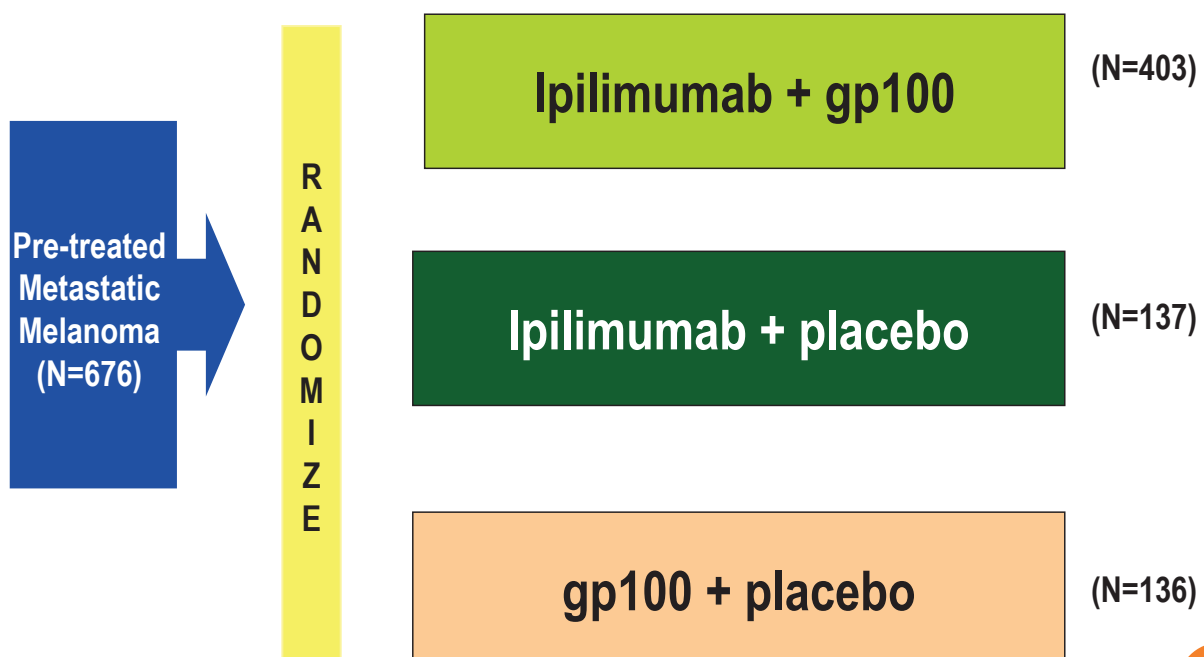 Pre-treated
Metastatic
Melanoma
(N=676)
R
A
N
D
O
M
I
Z
E
Ipilimumab + gp100
(N=403)
Ipilimumab + placebo
(N=137)
gp100 + placebo
(N=136)